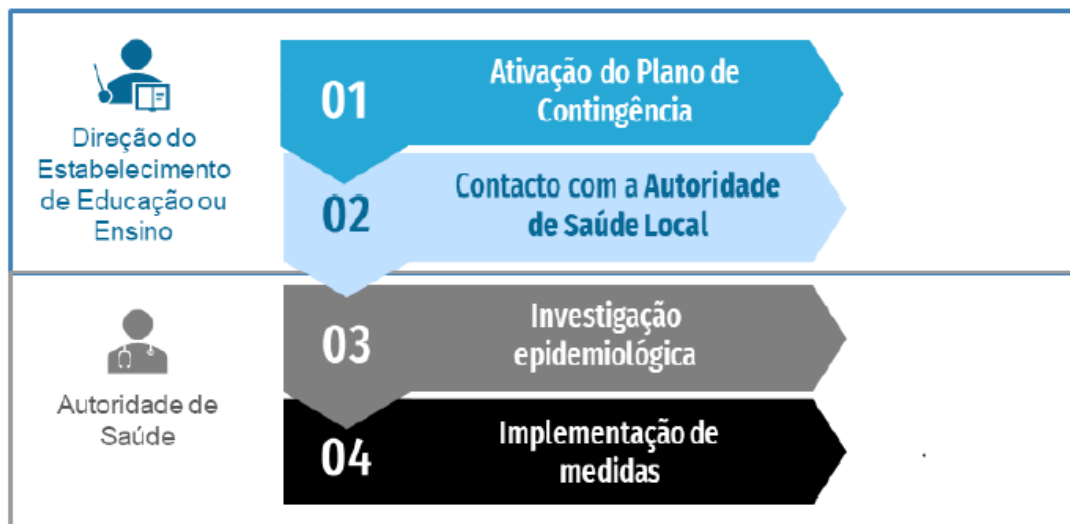 Direção do
Estabelecimento
de Educação ou
Ensino
01
Ativação do Plano de
Contingência
02
Contacto com a Autoridade
de Saúde Local
Autoridade de
Saúde
03
Investigação
epidemiológica
04
Implementação de
medidas